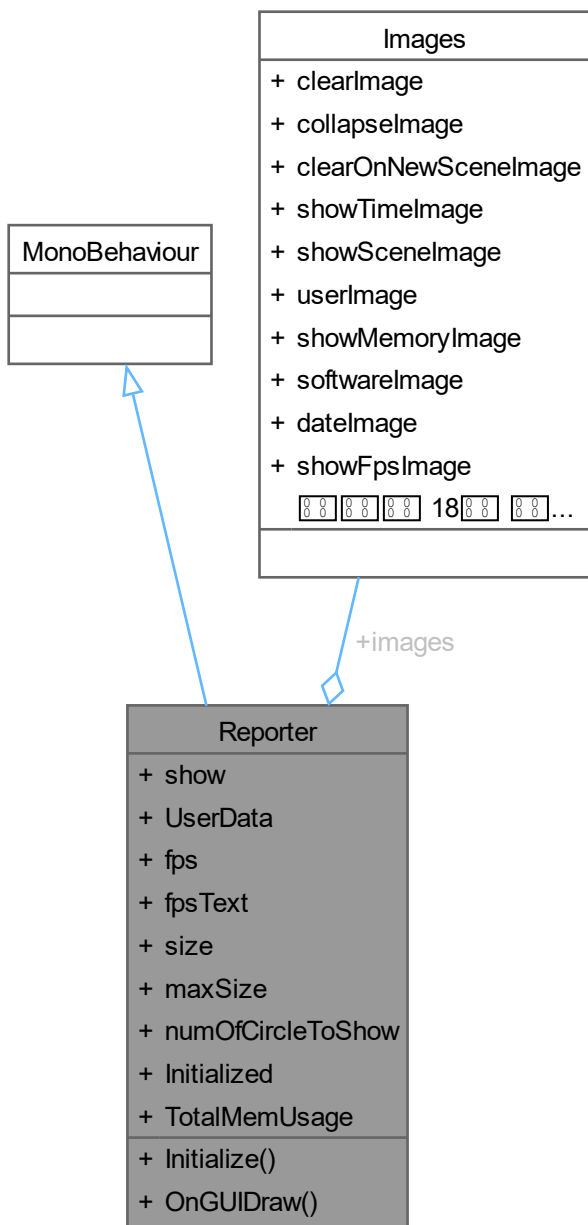 Images
+ clearImage
+ collapseImage
+ clearOnNewSceneImage
+ showTimeImage
+ showSceneImage
+ userImage
+ showMemoryImage
+ softwareImage
+ dateImage
+ showFpsImage
18 ...
MonoBehaviour
+images
Reporter
+ show
+ UserData
+ fps
+ fpsText
+ size
+ maxSize
+ numOfCircleToShow
+ Initialized
+ TotalMemUsage
+ Initialize()
+ OnGUIDraw()